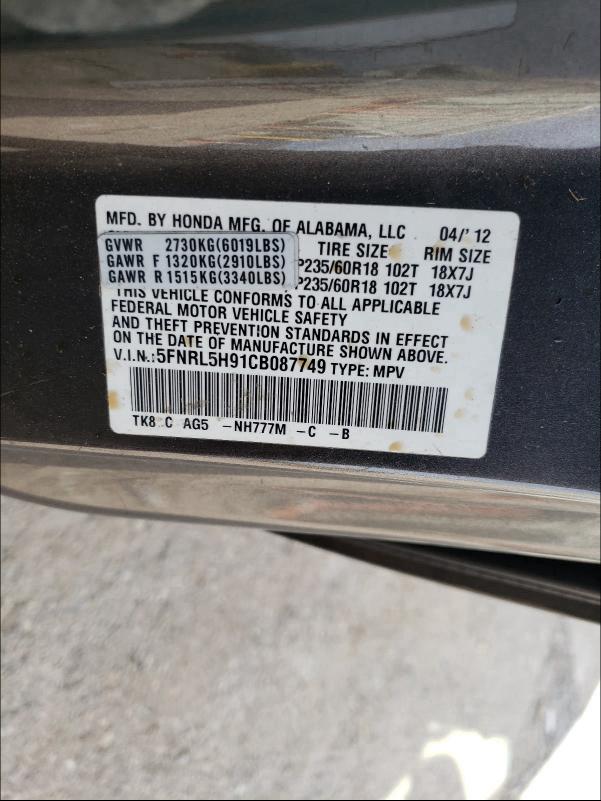 MFD. BY HONDA MFG. OF ALABAMA, LLC 04/'12
GVWR 2730KG(6019LBS) TIRE SIZE RIM SIZE
GAWR F 1320KG(2910LBS) P235/60R18 102T 18X7J
GAWR R 1515KG(3340LBS) P235/60R18 102T 18X7J
THIS VEHICLE CONFORMS TO ALL APPLICABLE
FEDERAL MOTOR VEHICLE SAFETY
AND THEFT PREVENTION STANDARDS IN EFFECT
ON THE DATE OF MANUFACTURE SHOWN ABOVE.
V.I.N.:5FNRL5H91CB087749 TYPE: MPV
TK8 C AG5 -NH777M -C -B